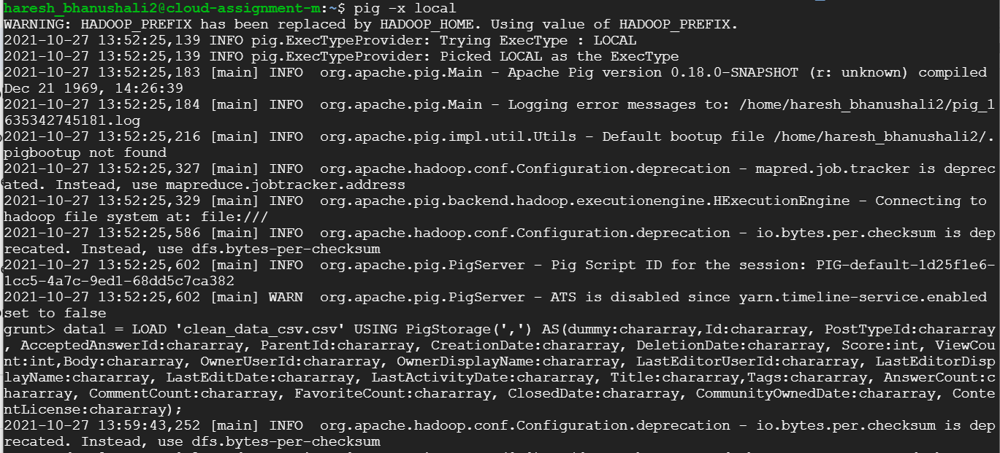 haresh_bhanushali2@cloud-assignment-m:~$ pig -x local
WARNING: HADOOP_PREFIX has been replaced by HADOOP_HOME. Using value of HADOOP_PREFIX.
2021-10-27 13:52:25,139 INFO pig.ExecTypeProvider: Trying ExecType : LOCAL
2021-10-27 13:52:25,139 INFO pig.ExecTypeProvider: Picked LOCAL as the ExecType
2021-10-27 13:52:25,183 [main] INFO  org.apache.pig.Main - Apache Pig version 0.18.0-SNAPSHOT (r: unknown) compiled
Dec 21 1969, 14:26:39
2021-10-27 13:52:25,184 [main] INFO  org.apache.pig.Main - Logging error messages to: /home/haresh_bhanushali2/pig_1
635342745181.log
2021-10-27 13:52:25,216 [main] INFO  org.apache.pig.impl.util.Utils - Default bootup file /home/haresh_bhanushali2/.
pigbootup not found
2021-10-27 13:52:25,327 [main] INFO  org.apache.hadoop.conf.Configuration.deprecation - mapred.job.tracker is deprec
ated. Instead, use mapreduce.jobtracker.address
2021-10-27 13:52:25,329 [main] INFO  org.apache.pig.backend.hadoop.executionengine.HExecutionEngine - Connecting to
hadoop file system at: file:///
2021-10-27 13:52:25,586 [main] INFO  org.apache.hadoop.conf.Configuration.deprecation - io.bytes.per.checksum is dep
recated. Instead, use dfs.bytes-per-checksum
2021-10-27 13:52:25,602 [main] INFO  org.apache.pig.PigServer - Pig Script ID for the session: PIG-default-1d25f1e6-
1cc5-4a7c-9ed1-68dd5c7ca382
2021-10-27 13:52:25,602 [main] WARN  org.apache.pig.PigServer - ATS is disabled since yarn.timeline-service.enabled
set to false
grunt> data1 = LOAD 'clean_data_csv.csv' USING PigStorage(',') AS(dummy:chararray,Id:chararray, PostTypeId:chararray
, AcceptedAnswerId:chararray, ParentId:chararray, CreationDate:chararray, DeletionDate:chararray, Score:int, ViewCou
nt:int,Body:chararray, OwnerUserId:chararray, OwnerDisplayName:chararray, LastEditorUserId:chararray, LastEditorDisp
layName:chararray, LastEditDate:chararray, LastActivityDate:chararray, Title:chararray,Tags:chararray, AnswerCount:c
hararray, CommentCount:chararray, FavoriteCount:chararray, ClosedDate:chararray, CommunityOwnedDate:chararray, Conte
ntLicense:chararray);
2021-10-27 13:59:43,252 [main] INFO  org.apache.hadoop.conf.Configuration.deprecation - io.bytes.per.checksum is dep
recated. Instead, use dfs.bytes-per-checksum